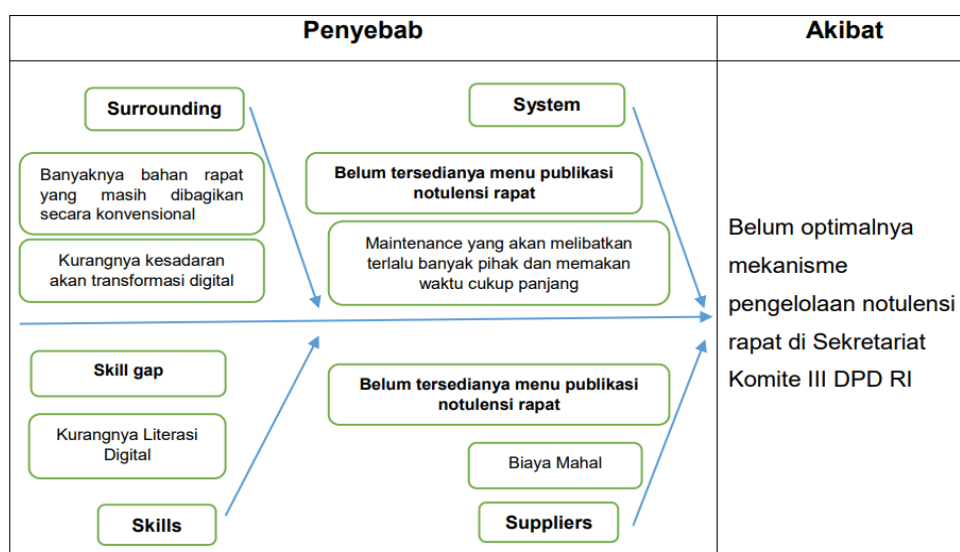 Penyebab
Akibat
Surrounding
Banyaknya bahan rapat
yang masih dibagikan
secara konvensional
Kurangnya kesadaran
akan transformasi digital
System
Belum tersedianya menu publikasi
notulensi rapat
Maintenance yang akan melibatkan
terlalu banyak pihak dan memakan
waktu cukup panjang
Skill gap
Kurangnya Literasi
Digital
Skills
Belum tersedianya menu publikasi
notulensi rapat
Biaya Mahal
Suppliers
Belum optimalnya
mekanisme
pengelolaan notulensi
rapat di Sekretariat
Komite III DPD RI